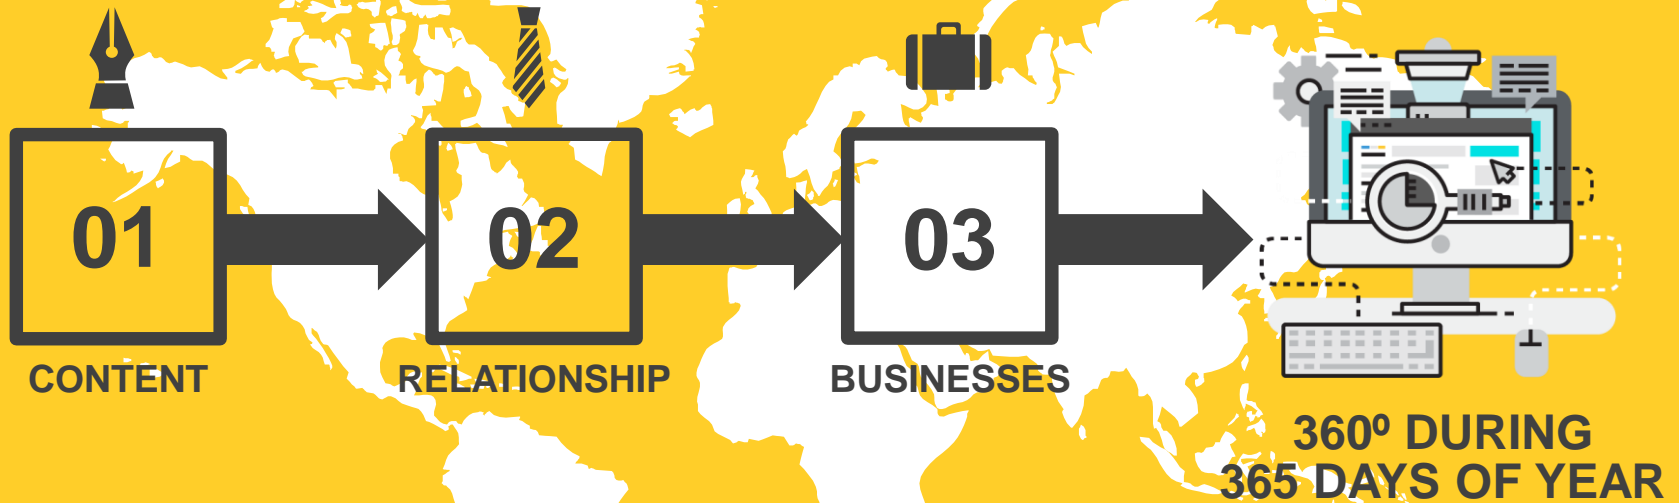 01
CONTENT
02
RELATIONSHIP
03
BUSINESSES
360º DURING
365 DAYS OF YEAR